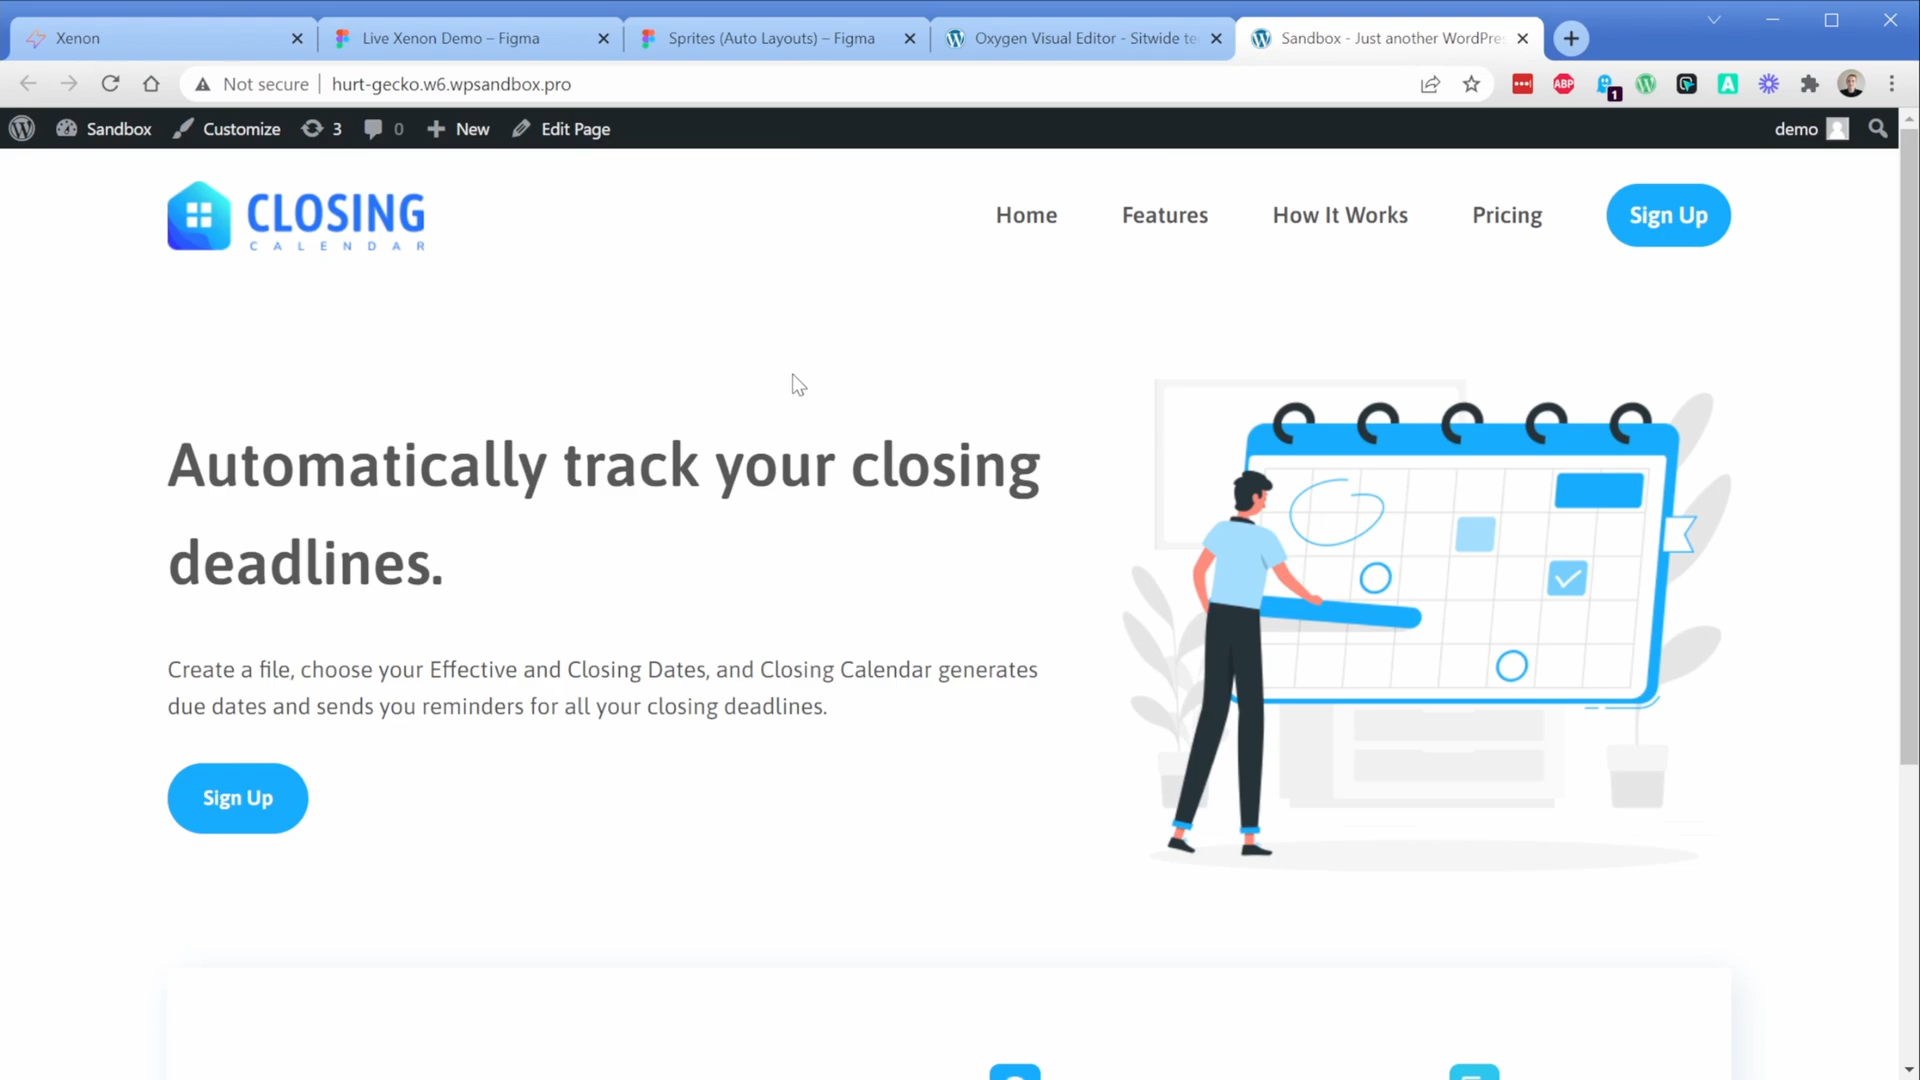 Xenon
Live Xenon Demo – Figma
Sprites (Auto Layouts) – Figma
Oxygen Visual Editor - Sitwide te
Sandbox - Just another WordPres
Not secure
hurt-gecko.w6.wpsandbox.pro
ABP
1
A
Sandbox
Customize
3
0
New
Edit Page
demo
CLOSING
CALENDAR
Home
Features
How It Works
Pricing
Sign Up
Automatically track your closing
deadlines.
Create a file, choose your Effective and Closing Dates, and Closing Calendar generates
due dates and sends you reminders for all your closing deadlines.
Sign Up